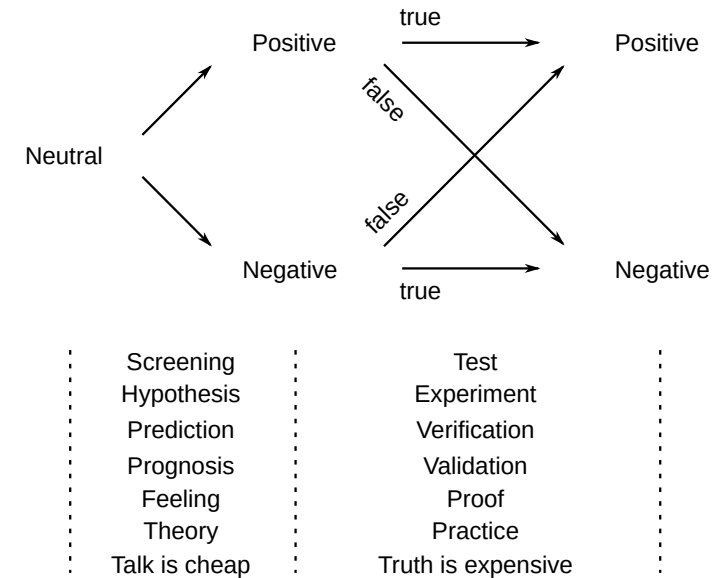 true
Positive
Positive
false
Neutral
false
Negative
Negative
true
Screening
Test
Hypothesis
Experiment
Prediction
Verification
Prognosis
Validation
Feeling
Proof
Theory
Practice
Talk is cheap
Truth is expensive